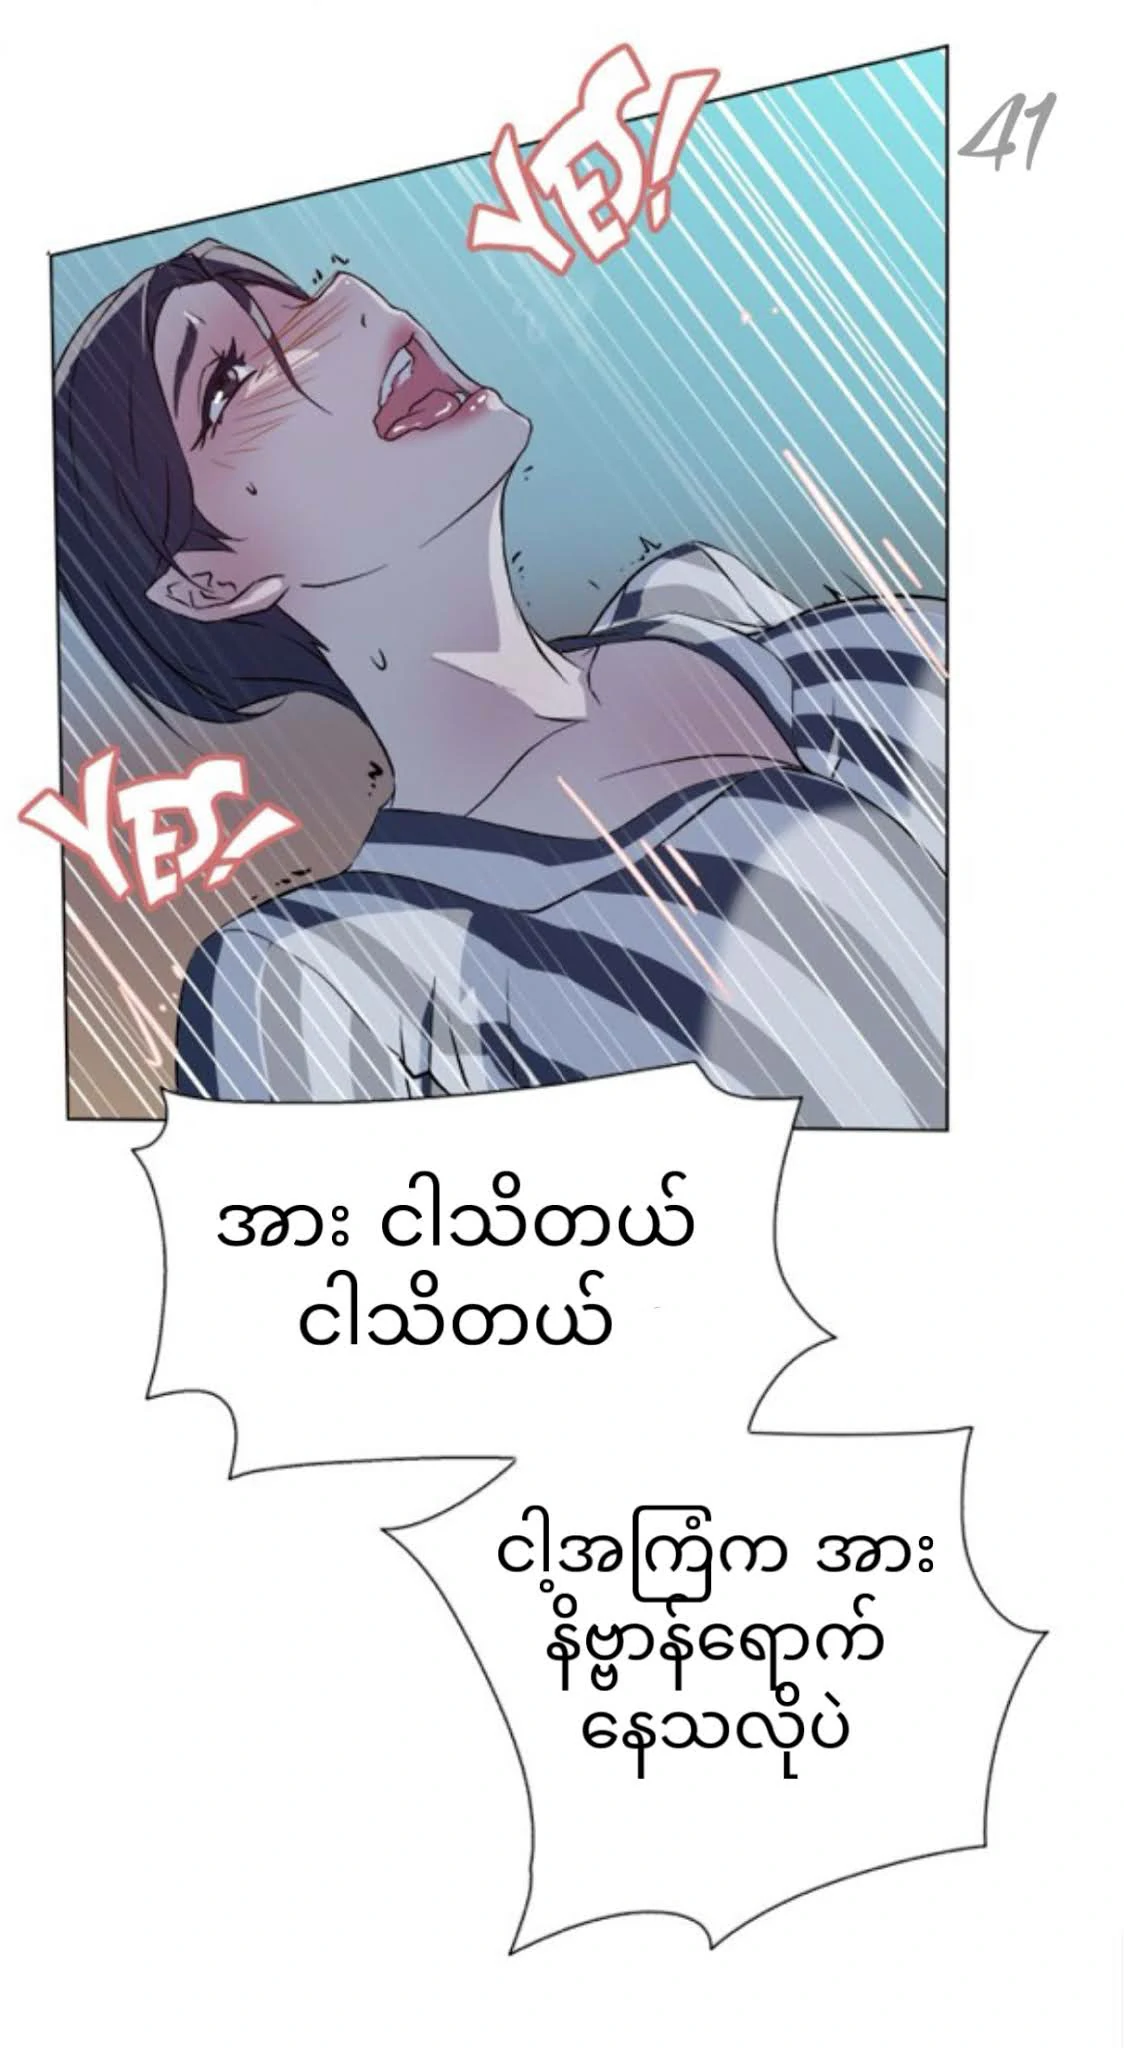 YES!
41
YES!
အား ငါသိတယ်
ငါသိတယ်
ငါ့အကြံက အား
နိဗ္ဗာန်ရောက်
နေသလိုပဲ